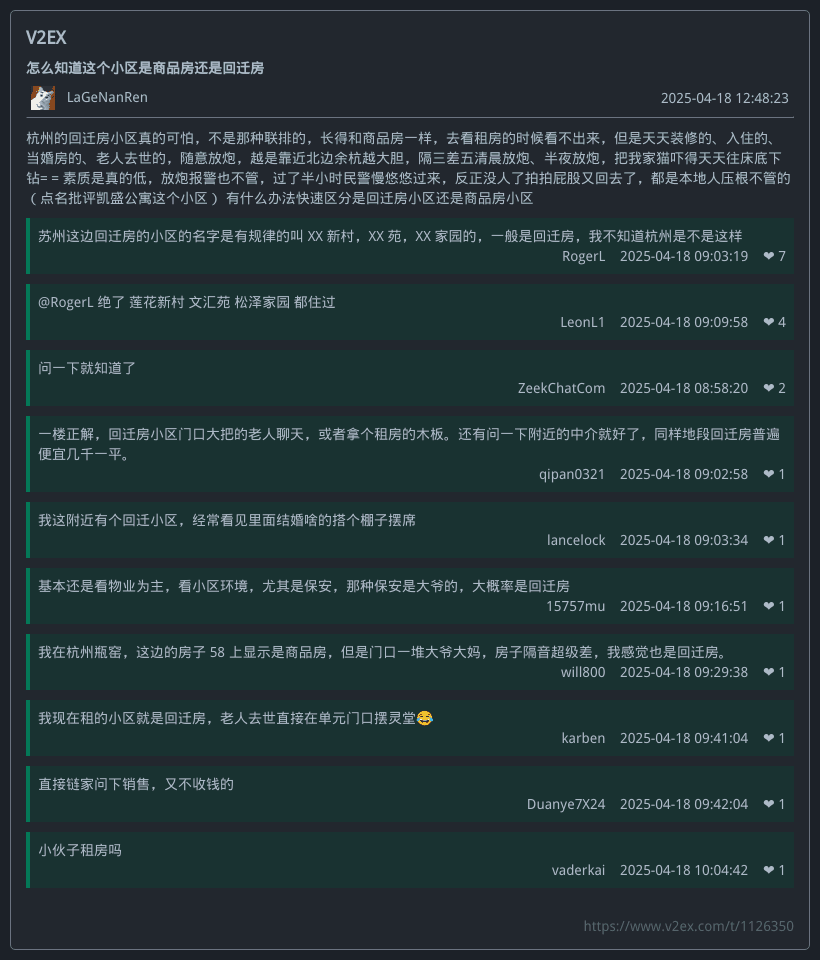 V2EX
怎么知道这个小区是商品房还是回迁房
LaGeNanRen 2025-04-18 12:48:23
杭州的回迁房小区真的可怕，不是那种联排的，长得和商品房一样，去看租房的时候看不出来，但是天天装修的、入住的、
当婚房的、老人去世的，随意放炮，越是靠近北边余杭越大胆，隔三差五清晨放炮、半夜放炮，把我家猫吓得天天往床底下
钻= = 素质是真的低，放炮报警也不管，过了半小时民警慢悠悠过来，反正没人了拍拍屁股又回去了，都是本地人压根不管的
（ 点名批评凯盛公寓这个小区 ） 有什么办法快速区分是回迁房小区还是商品房小区
苏州这边回迁房的小区的名字是有规律的叫 XX 新村，XX 苑，XX 家园的，一般是回迁房，我不知道杭州是不是这样
RogerL 2025-04-18 09:03:19 ❤ 7
@RogerL 绝了 莲花新村 文汇苑 松泽家园 都住过
LeonL1 2025-04-18 09:09:58 ❤ 4
问一下就知道了
ZeekChatCom 2025-04-18 08:58:20 ❤ 2
一楼正解，回迁房小区门口大把的老人聊天，或者拿个租房的木板。还有问一下附近的中介就好了，同样地段回迁房普遍
便宜几千一平。
qipan0321 2025-04-18 09:02:58 ❤ 1
我这附近有个回迁小区，经常看见里面结婚啥的搭个棚子摆席
lancelock 2025-04-18 09:03:34 ❤ 1
基本还是看物业为主，看小区环境，尤其是保安，那种保安是大爷的，大概率是回迁房
15757mu 2025-04-18 09:16:51 ❤ 1
我在杭州瓶窑，这边的房子 58 上显示是商品房，但是门口一堆大爷大妈，房子隔音超级差，我感觉也是回迁房。
will800 2025-04-18 09:29:38 ❤ 1
我现在租的小区就是回迁房，老人去世直接在单元门口摆灵堂😂
karben 2025-04-18 09:41:04 ❤ 1
直接链家问下销售，又不收钱的
Duanye7X24 2025-04-18 09:42:04 ❤ 1
小伙子租房吗
vaderkai 2025-04-18 10:04:42 ❤ 1
https://www.v2ex.com/t/1126350